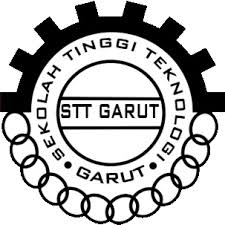 • SEKOLAH TINGGI TEKNOLOGI •
STT GARUT
GARUT